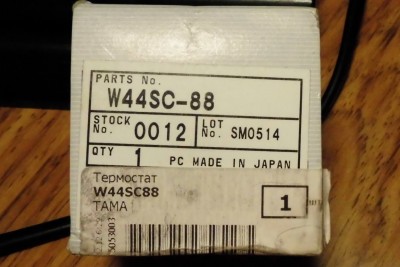 PARTS No.
W44SC-88
STOCK No. 0012 LOT No. SM0514
QTY 1 PC MADE IN JAPAN
Термостат
W44SC88
TAMA
1